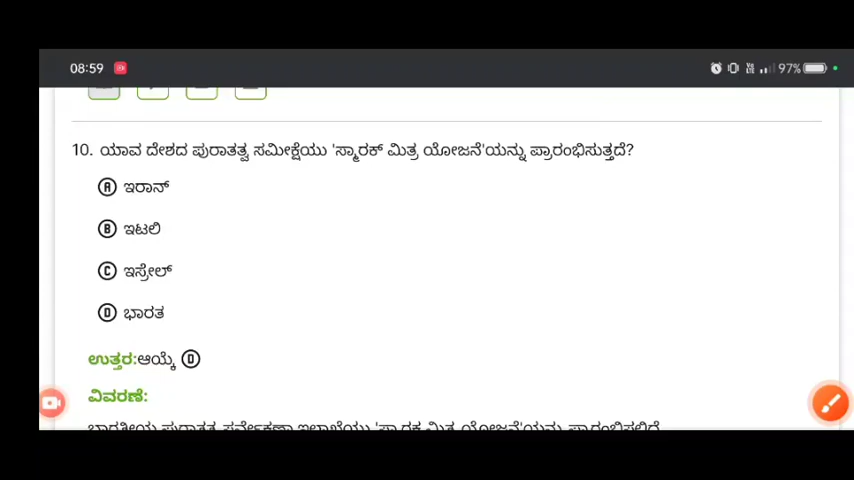 08:59
97%
10. ಯಾವ ದೇಶದ ಪುರಾತತ್ವ ಸಮೀಕ್ಷೆಯು 'ಸ್ಮಾರಕ್ ಮಿತ್ರ ಯೋಜನೆ'ಯನ್ನು ಪ್ರಾರಂಭಿಸುತ್ತದೆ?
A ಇರಾನ್
B ಇಟಲಿ
C ಇಸ್ರೇಲ್
D ಭಾರತ
ಉತ್ತರ:ಆಯ್ಕೆ D
ವಿವರಣೆ: